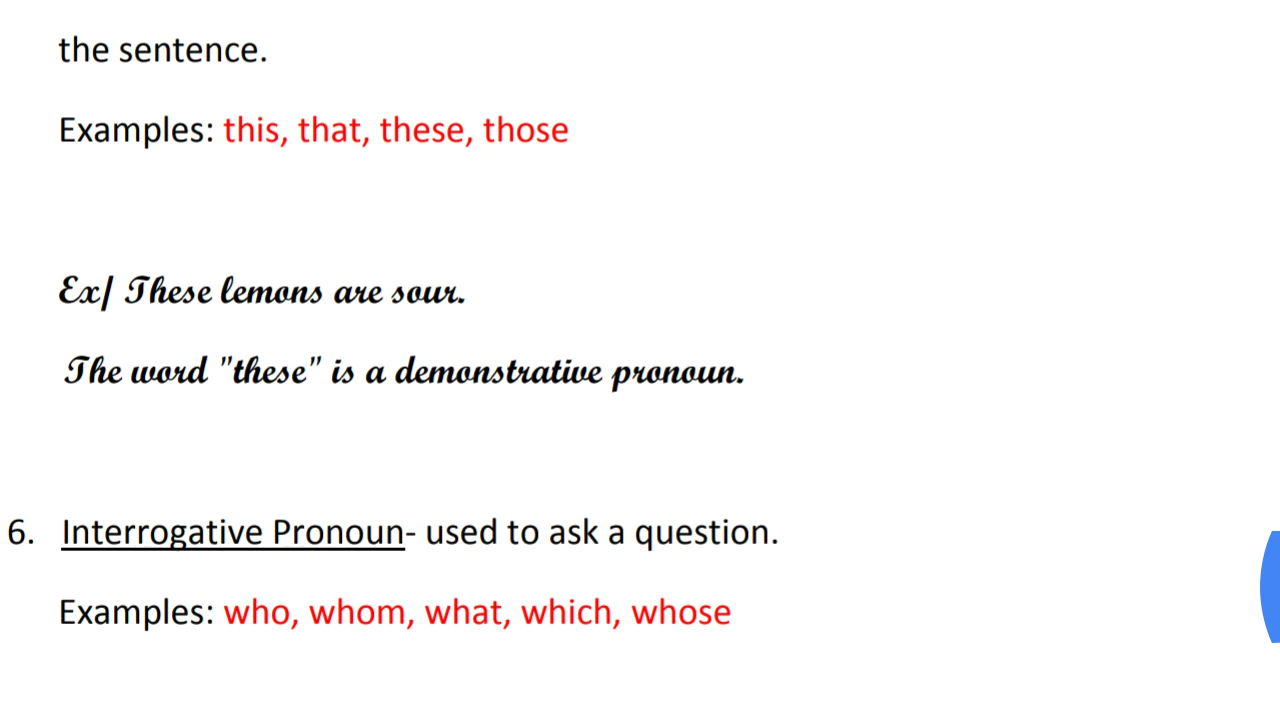 the sentence.
Examples: this, that, these, those
Ex/ These lemons are sour.
The word "these" is a demonstrative pronoun.
6. Interrogative Pronoun- used to ask a question.
Examples: who, whom, what, which, whose